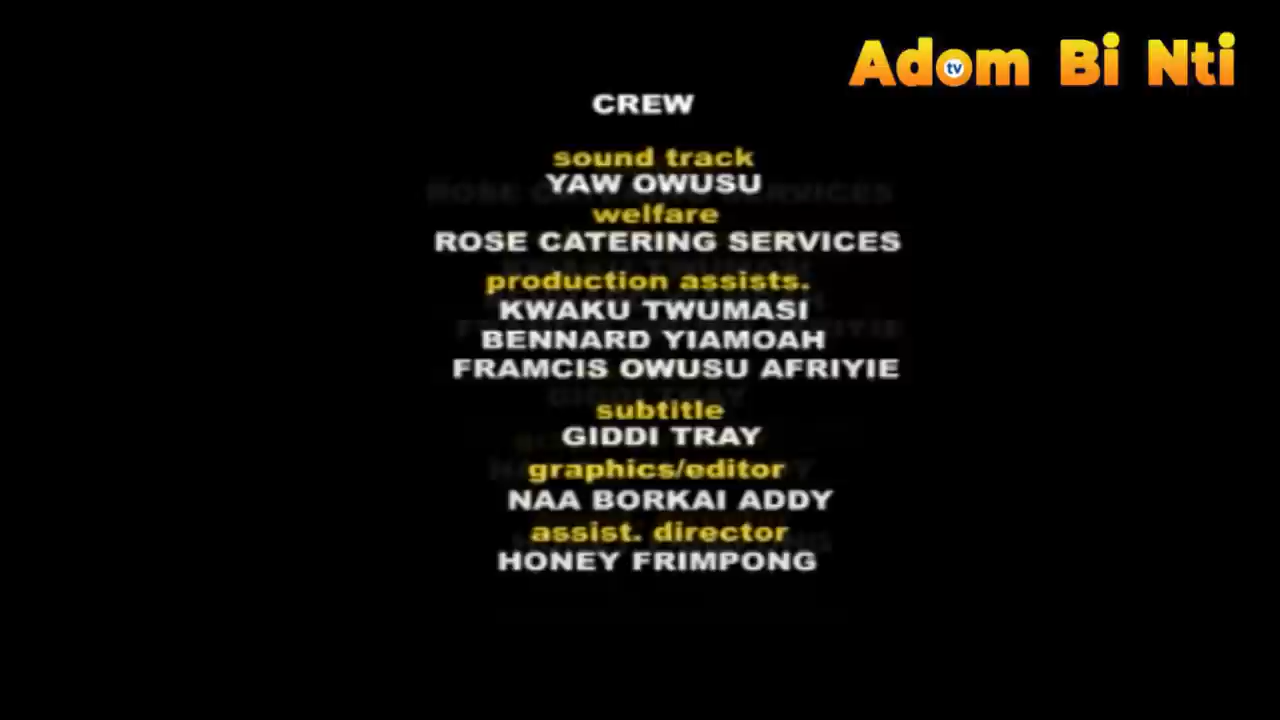 Adom Bi Nti
tv
CREW
sound track
YAW OWUSU
welfare
ROSE CATERING SERVICES
production assists.
KWAKU TWUMASI
BENNARD YIAMOAH
FRAMCIS OWUSU AFRIYIE
subtitle
GIDDI TRAY
graphics/editor
NAA BORKAI ADDY
assist. director
HONEY FRIMPONG